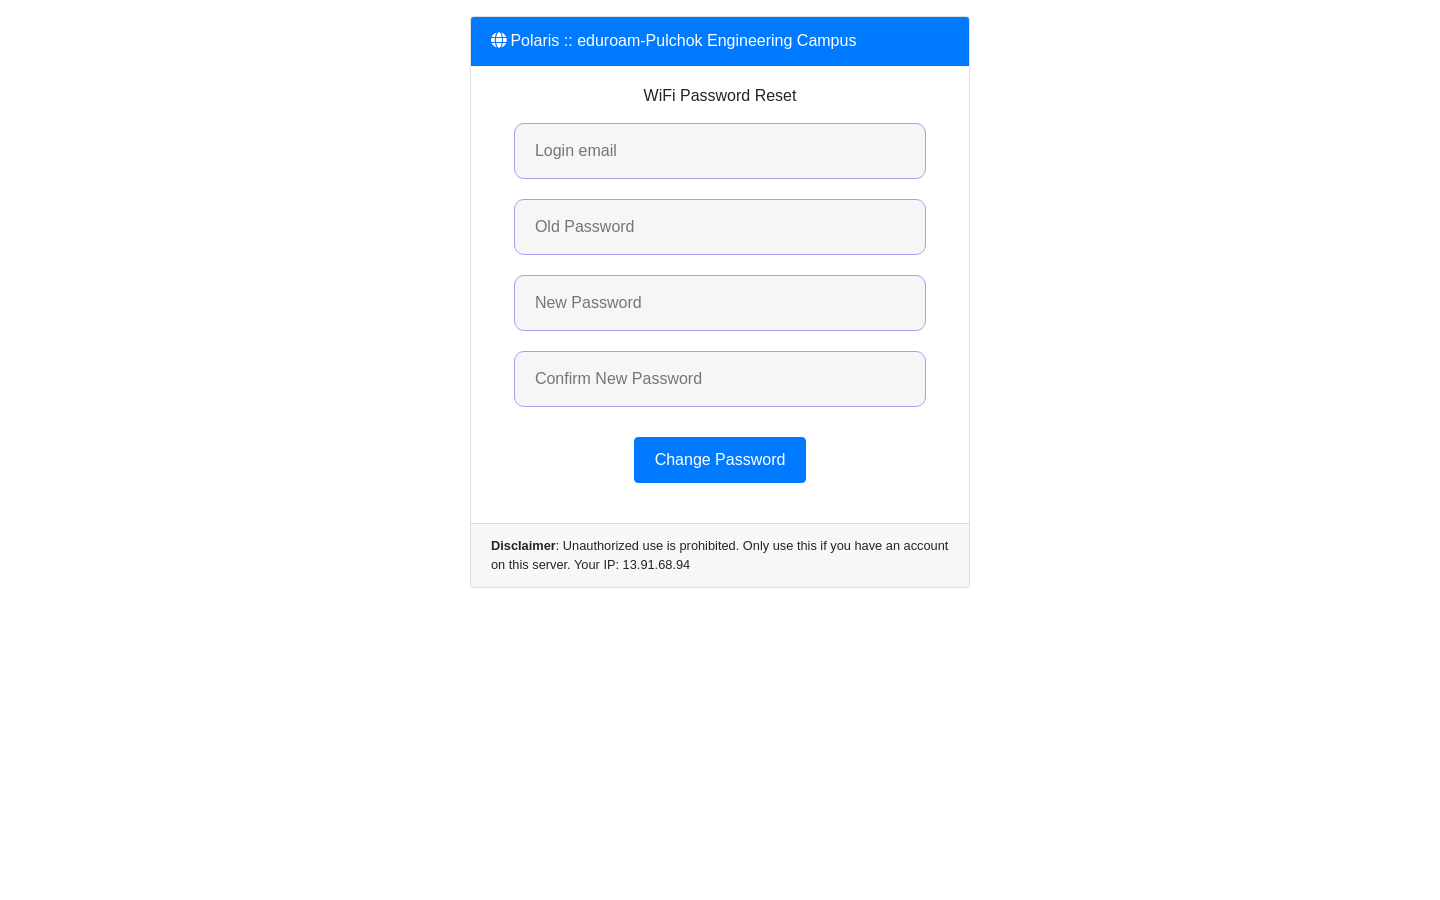 Polaris :: eduroam-Pulchok Engineering Campus
WiFi Password Reset
Login email
Old Password
New Password
Confirm New Password
Change Password
Disclaimer: Unauthorized use is prohibited. Only use this if you have an account
on this server. Your IP: 13.91.68.94